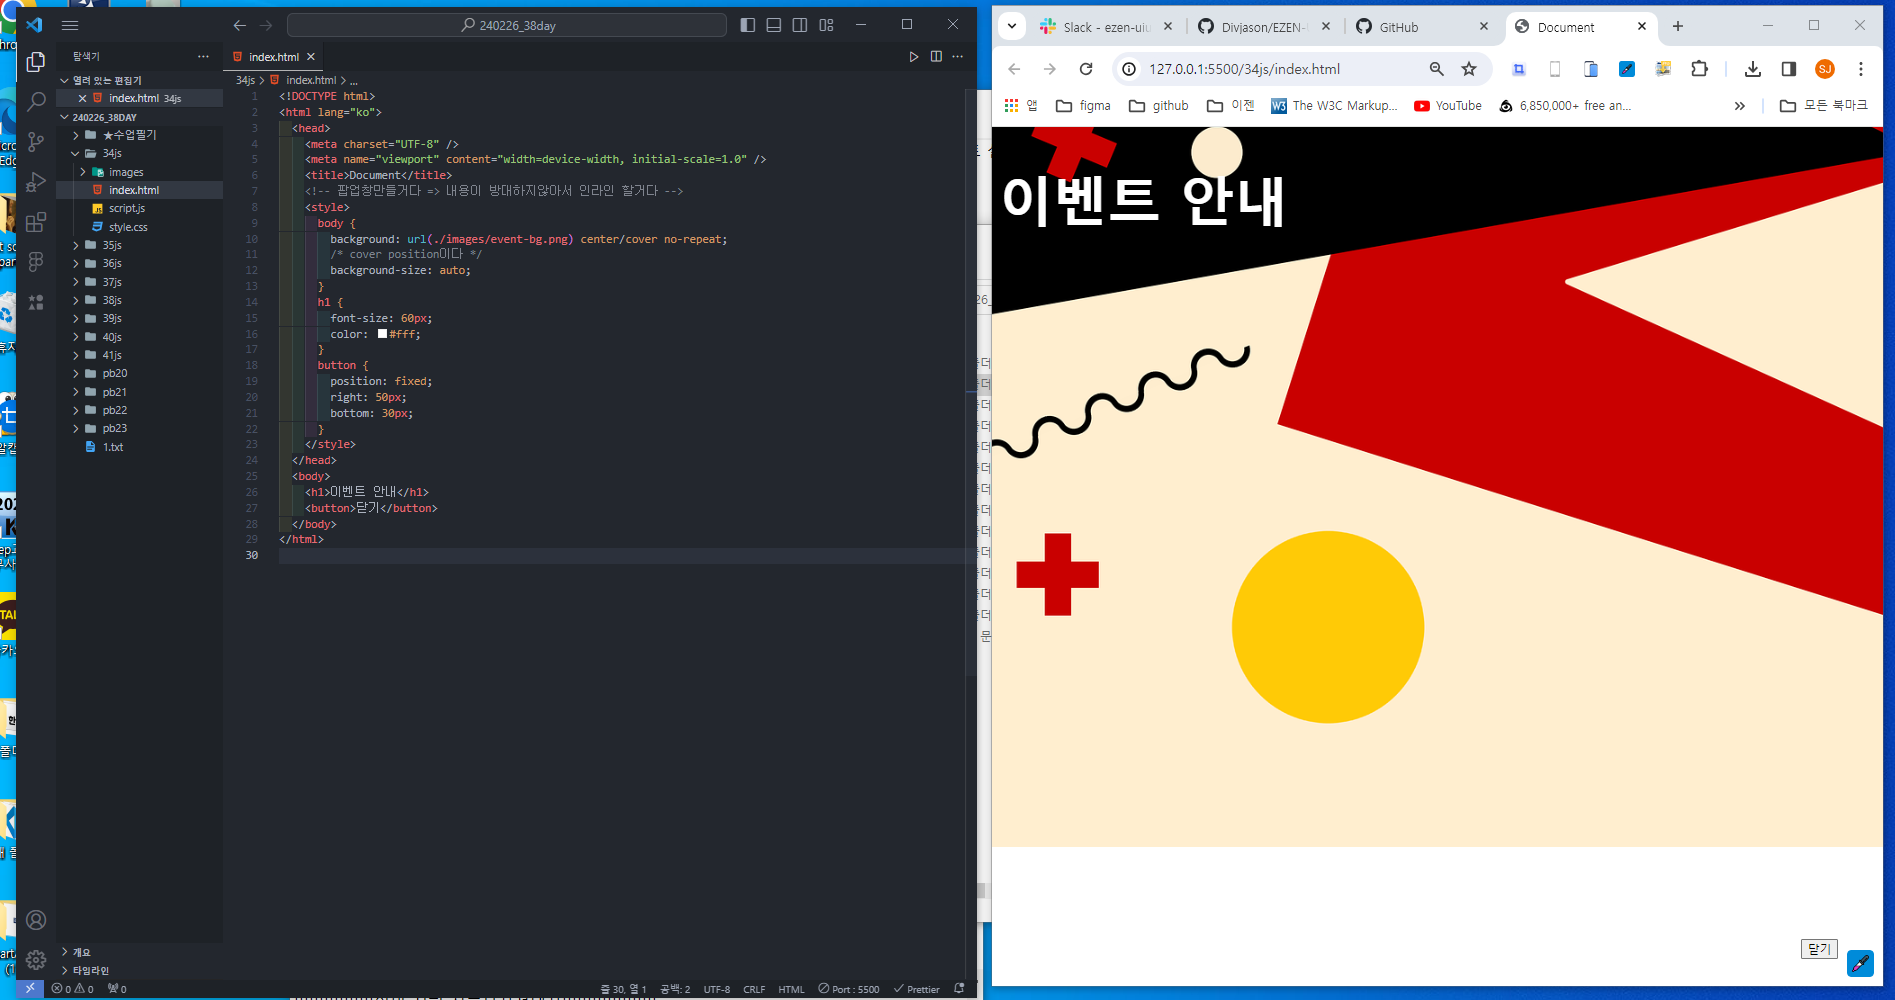 240226_38day
탐색기
index.html
34js > index.html > ...
열려 있는 편집기
index.html 34js
240226_38DAY
★수업필기
34js
images
index.html
script.js
style.css
35js
36js
37js
38js
39js
40js
41js
pb20
pb21
pb22
pb23
1.txt
개요
타임라인
1 <!DOCTYPE html>
2 <html lang="ko">
3 <head>
4 <meta charset="UTF-8" />
5 <meta name="viewport" content="width=device-width, initial-scale=1.0" />
6 <title>Document</title>
7 <!-- 팝업창만들거다 => 내용이 방대하지않아서 인라인 할거다 -->
8 <style>
9 body {
10 background: url(./images/event-bg.png) center/cover no-repeat;
11 /* cover position이다 */
12 background-size: auto;
13 }
14 h1 {
15 font-size: 60px;
16 color: #fff;
17 }
18 button {
19 position: fixed;
20 right: 50px;
21 bottom: 30px;
22 }
23 </style>
24 </head>
25 <body>
26 <h1>이벤트 안내</h1>
27 <button>닫기</button>
28 </body>
29 </html>
30
0 0 0
줄 30, 열 1 공백: 2 UTF-8 CRLF HTML Port : 5500 Prettier
Slack - ezen-uiu
Divjason/EZEN-
GitHub
Document
127.0.0.1:5500/34js/index.html
SJ
앱 figma github 이젠 The W3C Markup... YouTube 6,850,000+ free an... » 모든 북마크
이벤트 안내
닫기